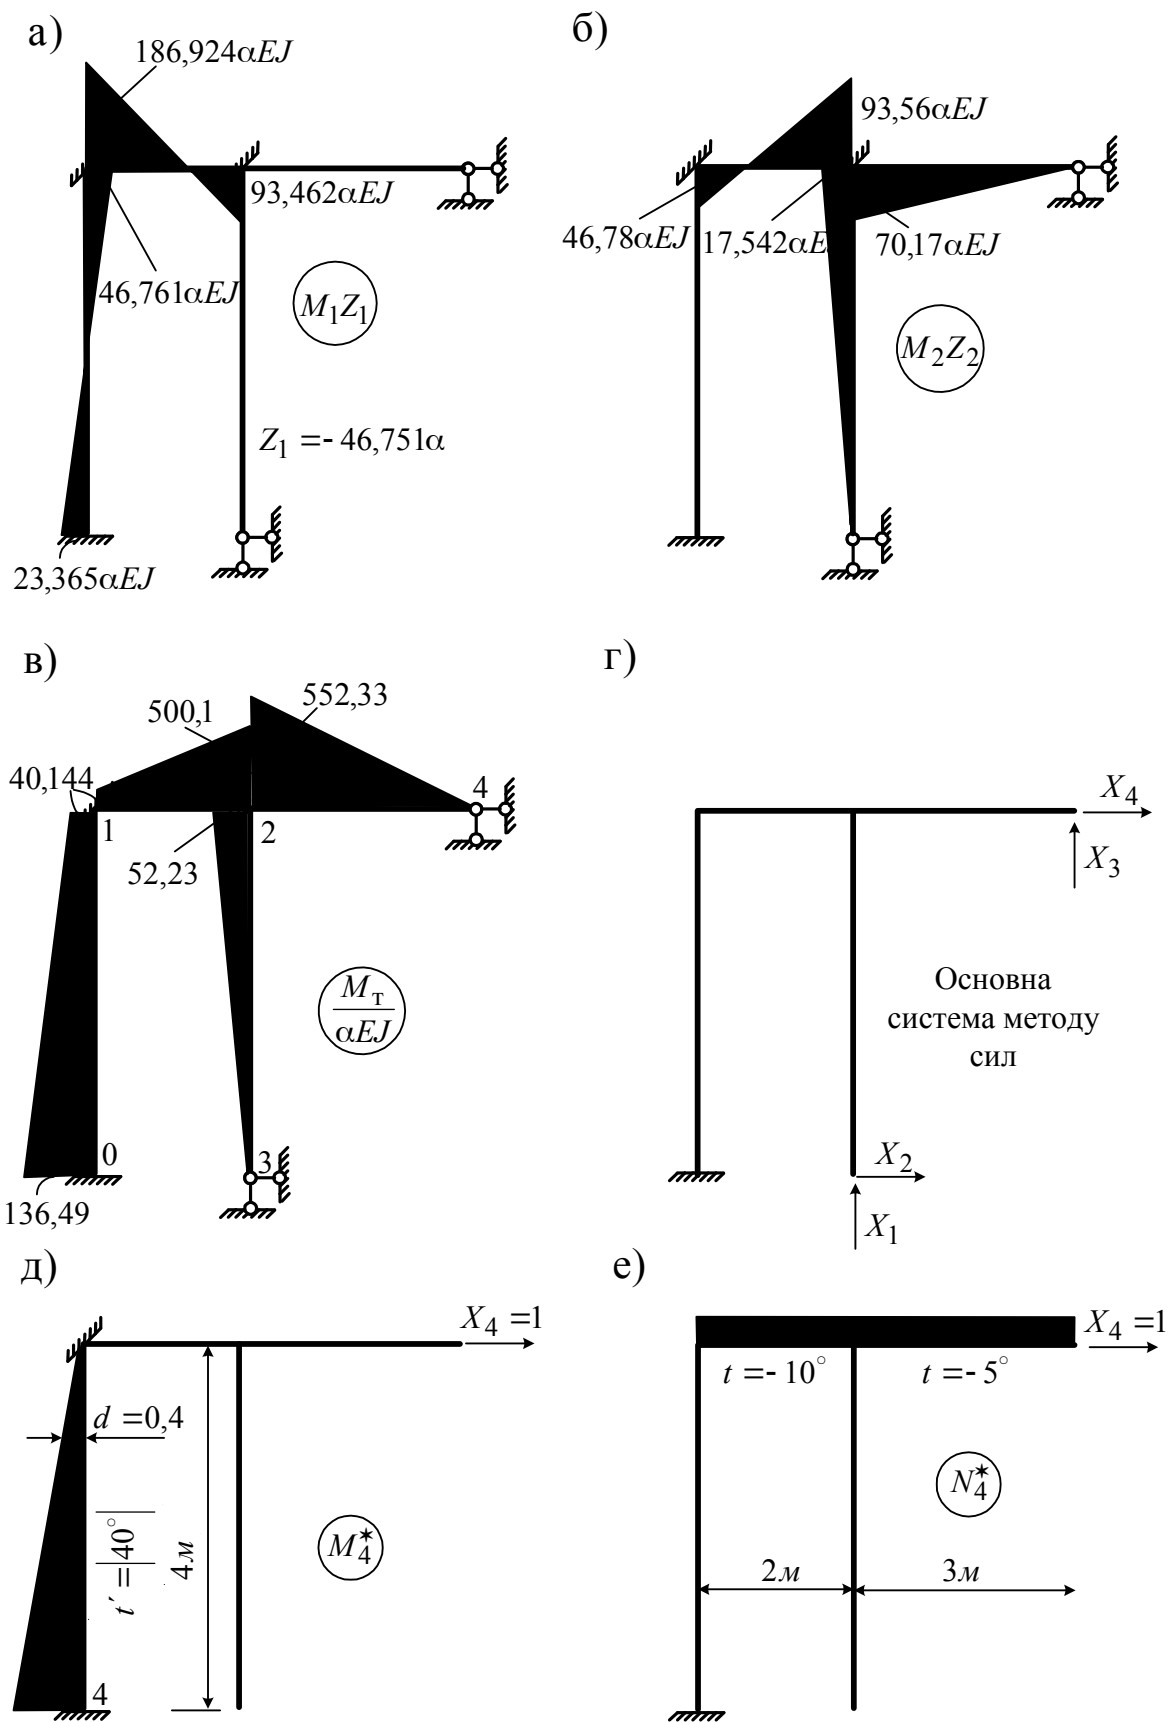 а)
186,924αEJ
93,462αEJ
46,761αEJ
M₁Z₁
Z₁ =- 46,751α
23,365αEJ
б)
93,56αEJ
46,78αEJ
17,542αE
70,17αEJ
M₂Z₂
в)
552,33
500,1
40,144
4
1
2
52,23
Mт
αEJ
0
3
136,49
г)
X₄
X₃
Основна
система методу
сил
X₂
X₁
д)
X₄ =1
d =0,4
t′ = 40°
4м
M₄*
4
е)
X₄ =1
t =- 10°
t =- 5°
N₄*
2м
3м